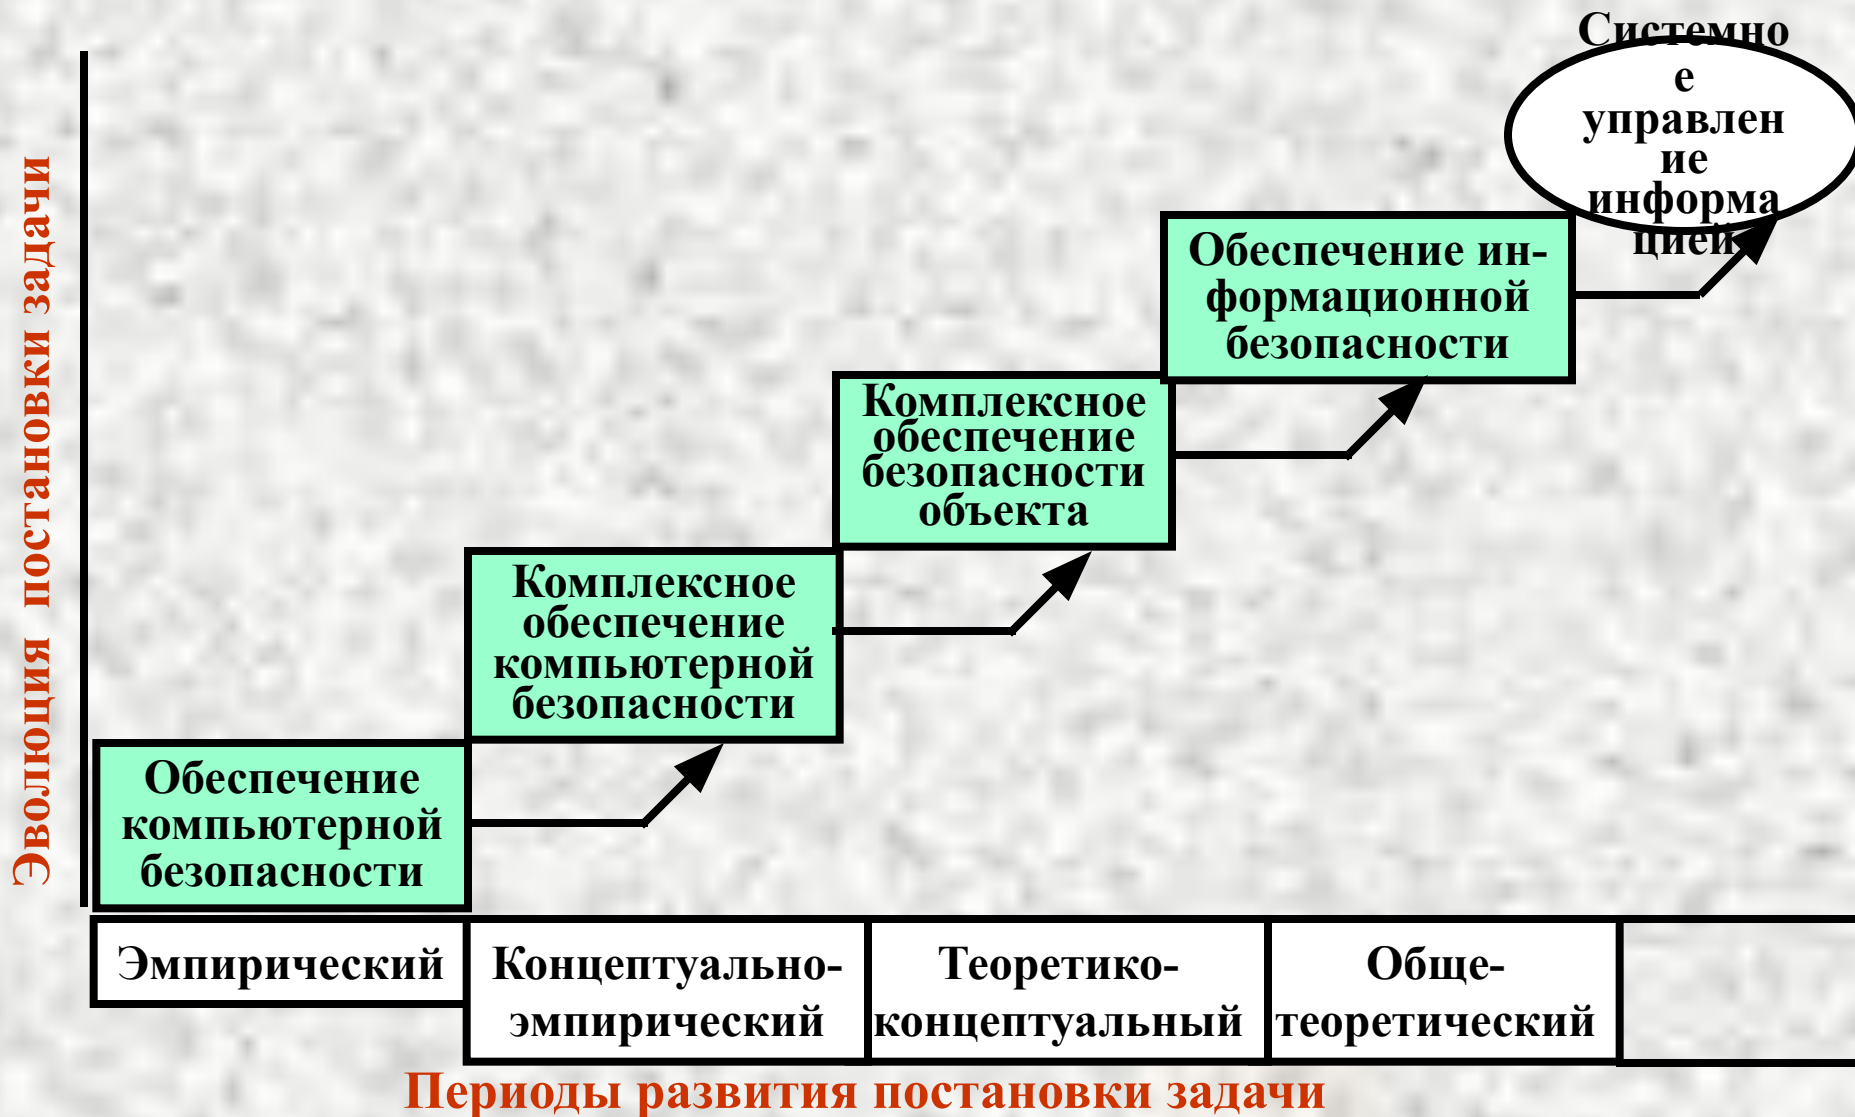 Системно
е
управлен
ие
информа
цией
Обеспечение ин-
формационной
безопасности
Комплексное
обеспечение
безопасности
объекта
Комплексное
обеспечение
компьютерной
безопасности
Обеспечение
компьютерной
безопасности
Эволюция постановки задачи
Эмпирический
Концептуально-
эмпирический
Теоретико-
концептуальный
Обще-
теоретический
Периоды развития постановки задачи